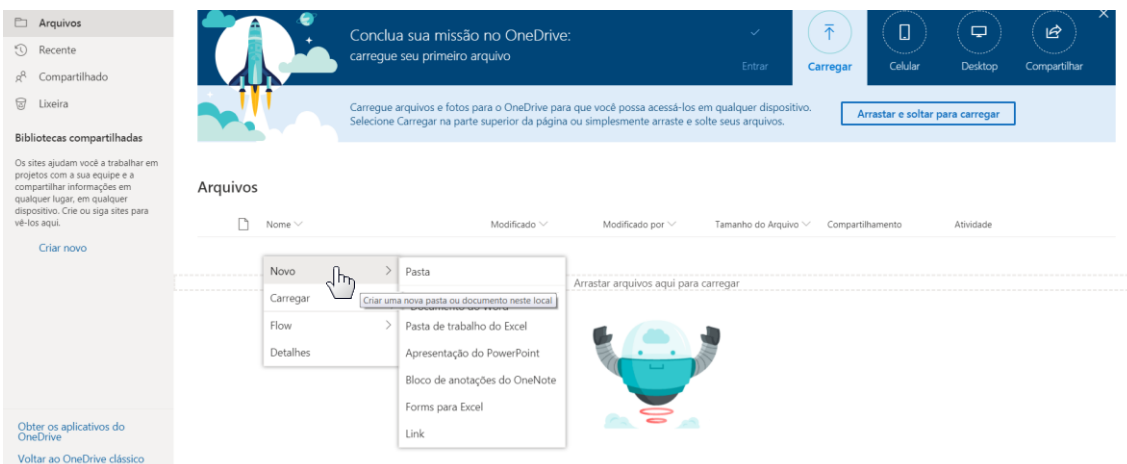 Arquivos
Recente
Compartilhado
Lixeira
Bibliotecas compartilhadas
Os sites ajudam você a trabalhar em
projetos com a sua equipe e a
compartilhar informações em
qualquer lugar, em qualquer
dispositivo. Crie ou siga sites para
vê-los aqui.
Criar novo
Obter os aplicativos do
OneDrive
Voltar ao OneDrive clássico
Conclua sua missão no OneDrive:
carregue seu primeiro arquivo
Entrar
Carregar
Celular
Desktop
Compartilhar
Carregue arquivos e fotos para o OneDrive para que você possa acessá-los em qualquer dispositivo.
Selecione Carregar na parte superior da página ou simplesmente arraste e solte seus arquivos.
Arrastar e soltar para carregar
Arquivos
Nome
Modificado
Modificado por
Tamanho do Arquivo
Compartilhamento
Atividade
Novo
Carregar
Flow
Detalhes
Criar uma nova pasta ou documento neste local
Pasta
Documento do Word
Pasta de trabalho do Excel
Apresentação do PowerPoint
Bloco de anotações do OneNote
Forms para Excel
Link
Arrastar arquivos aqui para carregar